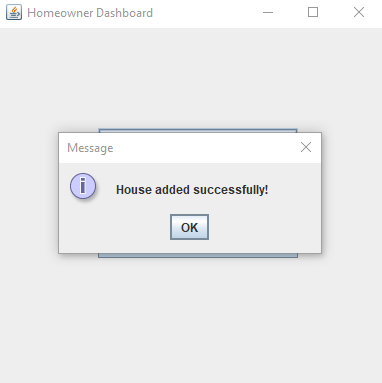 Homeowner Dashboard
Message
House added successfully!
OK